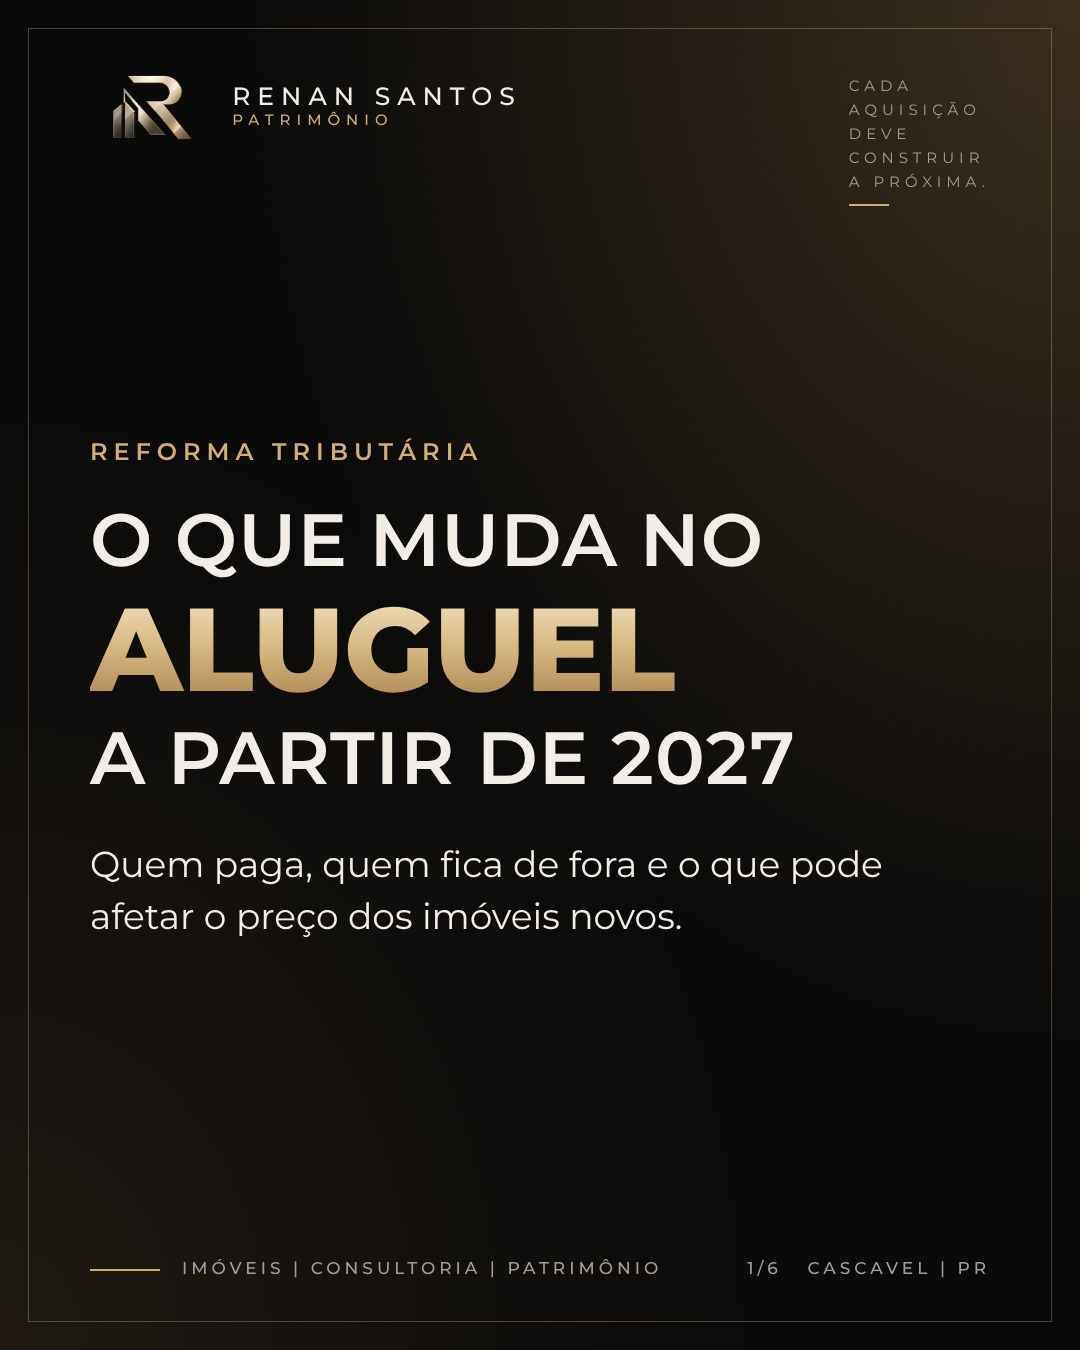 RENAN SANTOS
PATRIMÔNIO
CADA
AQUISIÇÃO
DEVE
CONSTRUIR
A PRÓXIMA.
REFORMA TRIBUTÁRIA
O QUE MUDA NO
ALUGUEL
A PARTIR DE 2027
Quem paga, quem fica de fora e o que pode
afetar o preço dos imóveis novos.
IMÓVEIS | CONSULTORIA | PATRIMÔNIO
1/6 CASCAVEL | PR